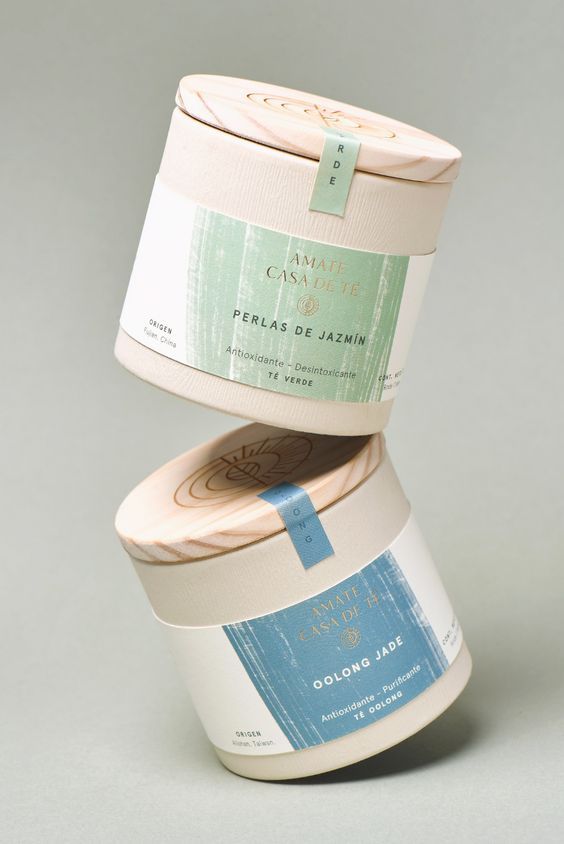 RDE
AMATE
CASA DE TÉ
PERLAS DE JAZMÍN
Antioxidante - Desintoxicante
TÉ VERDE
ORIGEN
Fujian, China
ONG
AMATE
CASA DE TÉ
OOLONG JADE
Antioxidante - Purificante
TÉ OOLONG
ORIGEN